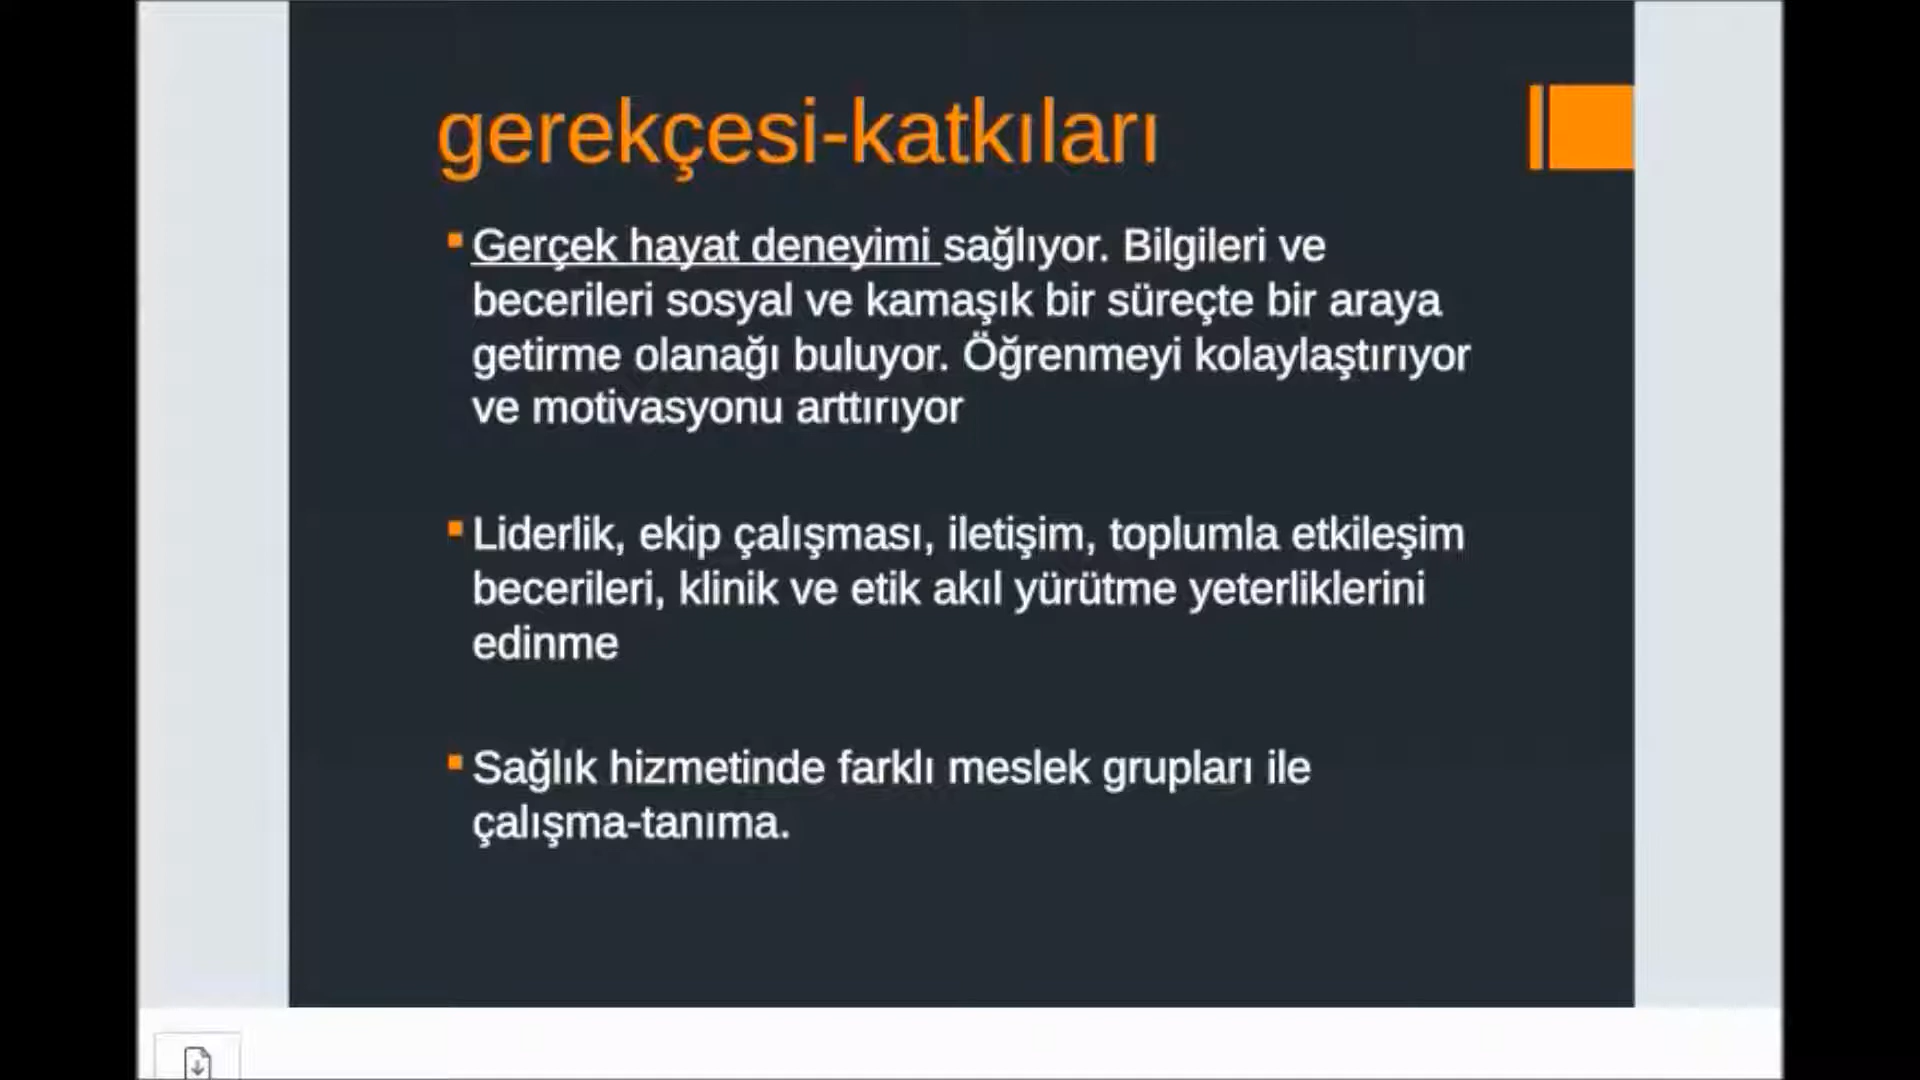 gerekçesi-katkıları
Gerçek hayat deneyimi sağlıyor. Bilgileri ve
becerileri sosyal ve kamaşık bir süreçte bir araya
getirme olanağı buluyor. Öğrenmeyi kolaylaştırıyor
ve motivasyonu arttırıyor
Liderlik, ekip çalışması, iletişim, toplumla etkileşim
becerileri, klinik ve etik akıl yürütme yeterliklerini
edinme
Sağlık hizmetinde farklı meslek grupları ile
çalışma-tanıma.